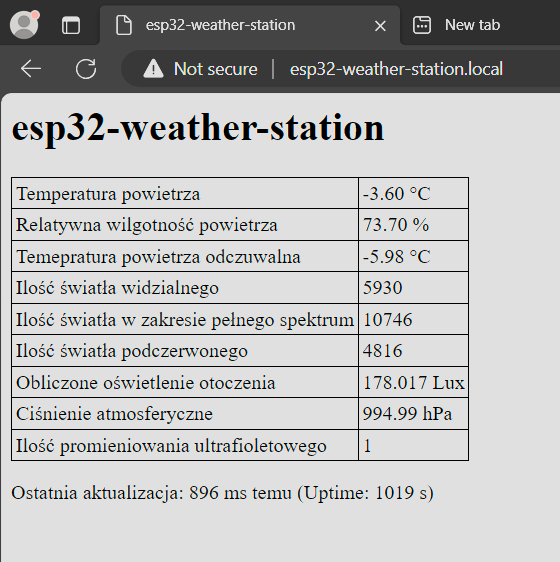 esp32-weather-station
New tab
Not secure
esp32-weather-station.local
esp32-weather-station
Temperatura powietrza -3.60 °C
Relatywna wilgotność powietrza 73.70 %
Temepratura powietrza odczuwalna -5.98 °C
Ilość światła widzialnego 5930
Ilość światła w zakresie pełnego spektrum 10746
Ilość światła podczerwonego 4816
Obliczone oświetlenie otoczenia 178.017 Lux
Ciśnienie atmosferyczne 994.99 hPa
Ilość promieniowania ultrafioletowego 1
Ostatnia aktualizacja: 896 ms temu (Uptime: 1019 s)